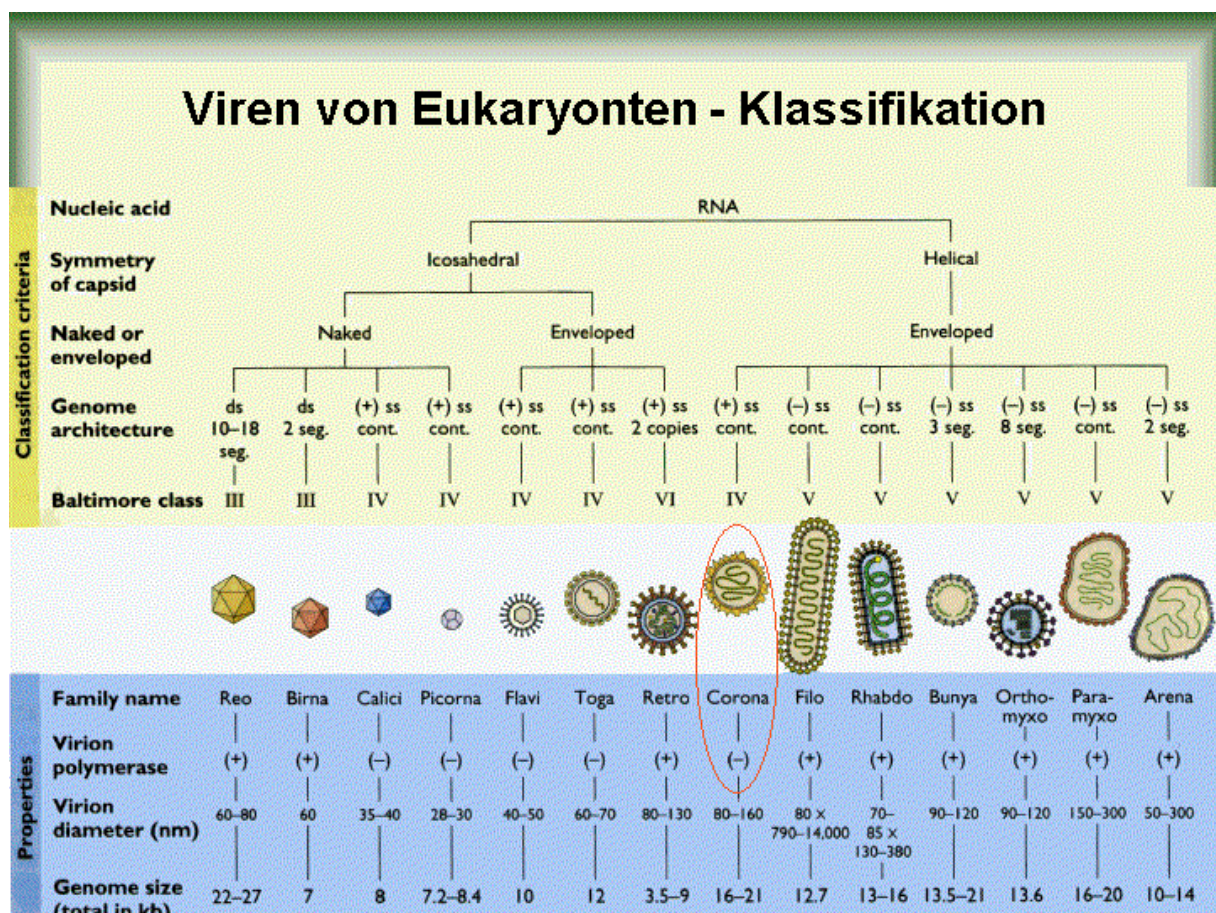 Viren von Eukaryonten - Klassifikation
Classification criteria
Nucleic acid RNA
Symmetry Icosahedral Helical
of capsid
Naked or Naked Enveloped Enveloped
enveloped
Genome ds ds (+) ss (+) ss (+) ss (+) ss (+) ss (+) ss (–) ss (–) ss (–) ss (–) ss (–) ss (–) ss
architecture 10–18 2 seg. cont. cont. cont. cont. 2 copies cont. cont. cont. 3 seg. 8 seg. cont. 2 seg.
seg.
Baltimore class III III IV IV IV IV VI IV V V V V V V
Properties
Family name Reo Birna Calici Picorna Flavi Toga Retro Corona Filo Rhabdo Bunya Ortho- Para- Arena
myxo myxo
Virion
polymerase (+) (+) (–) (–) (–) (–) (+) (–) (+) (+) (+) (+) (+) (+)
Virion 60–80 60 35–40 28–30 40–50 60–70 80–130 80–160 80 × 70– 90–120 90–120 150–300 50–300
diameter (nm) 790–14,000 85 ×
130–380
Genome size 22–27 7 8 7.2–8.4 10 12 3.5–9 16–21 12.7 13–16 13.5–21 13.6 16–20 10–14
(total in kb)